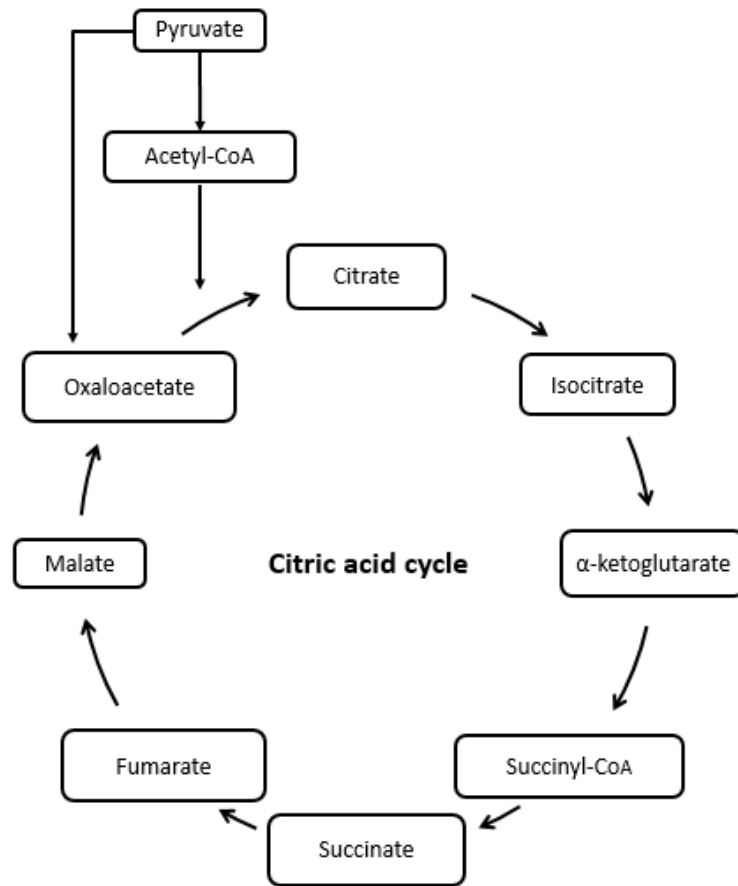 Pyruvate
Acetyl-CoA
Citrate
Oxaloacetate
Isocitrate
Malate
Citric acid cycle
α-ketoglutarate
Fumarate
Succinyl-CoA
Succinate